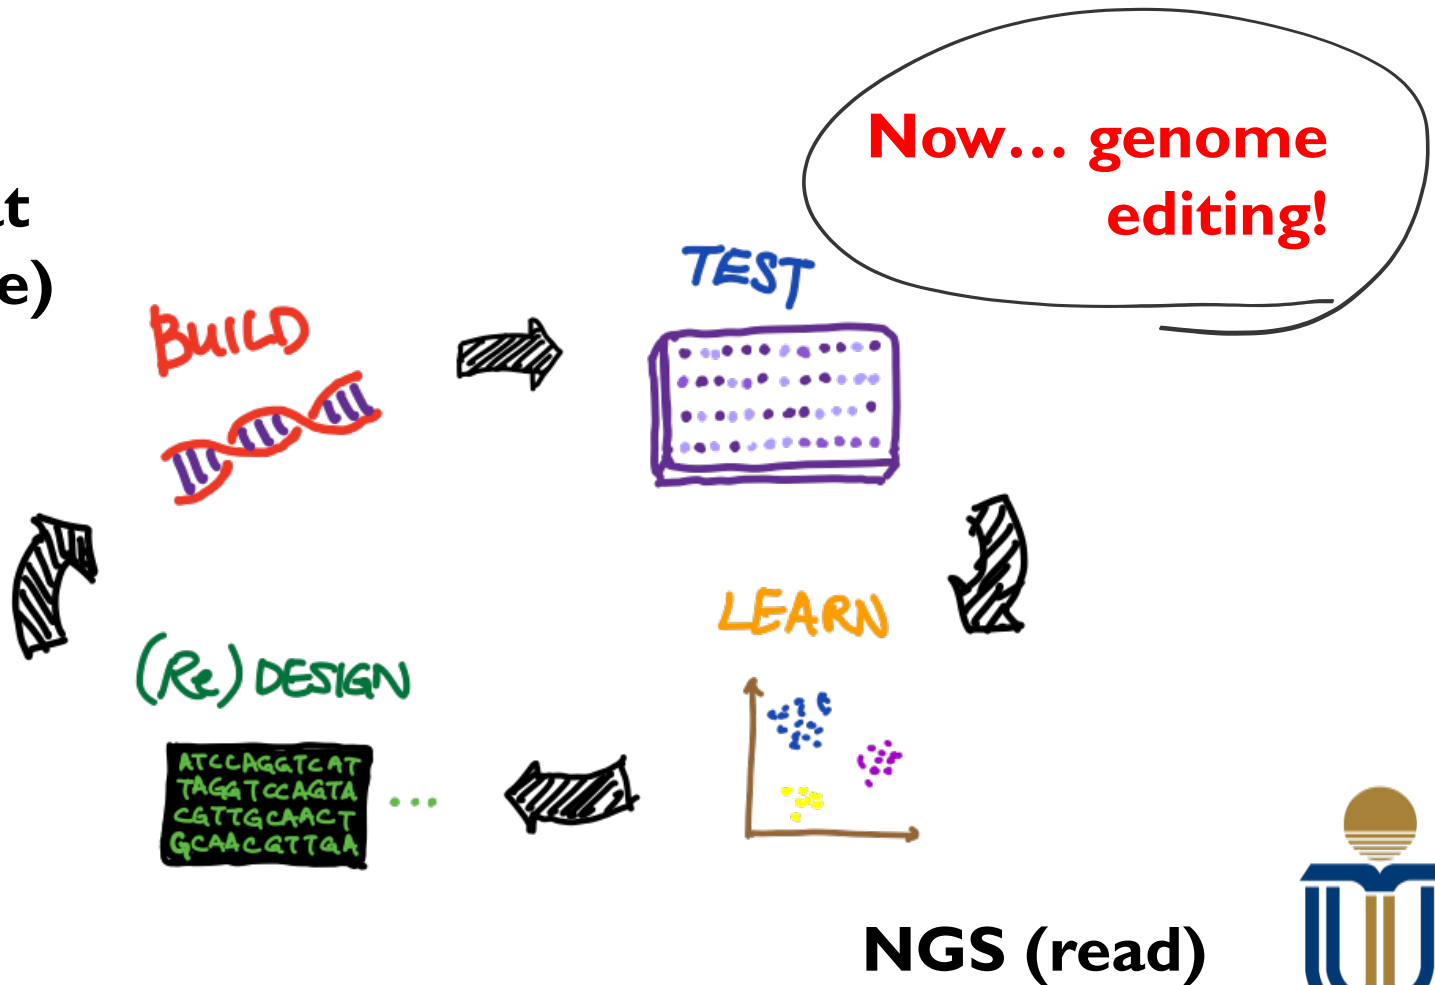 Now... genome
editing!
e)
TEST
BUILD
LEARN
(Re) DESIGN
ATCCAGGTCAT
TAGGTCCAGTA
CGTTGCAACT
GCAACGTTGA
...
NGS (read)